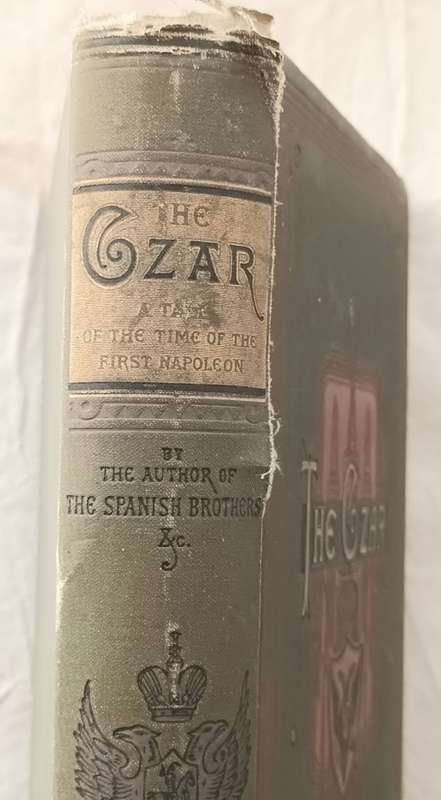 THE
CZAR
A TALE
OF THE TIME OF THE
FIRST NAPOLEON
BY
THE AUTHOR OF
THE SPANISH BROTHERS
&c.
THE CZAR